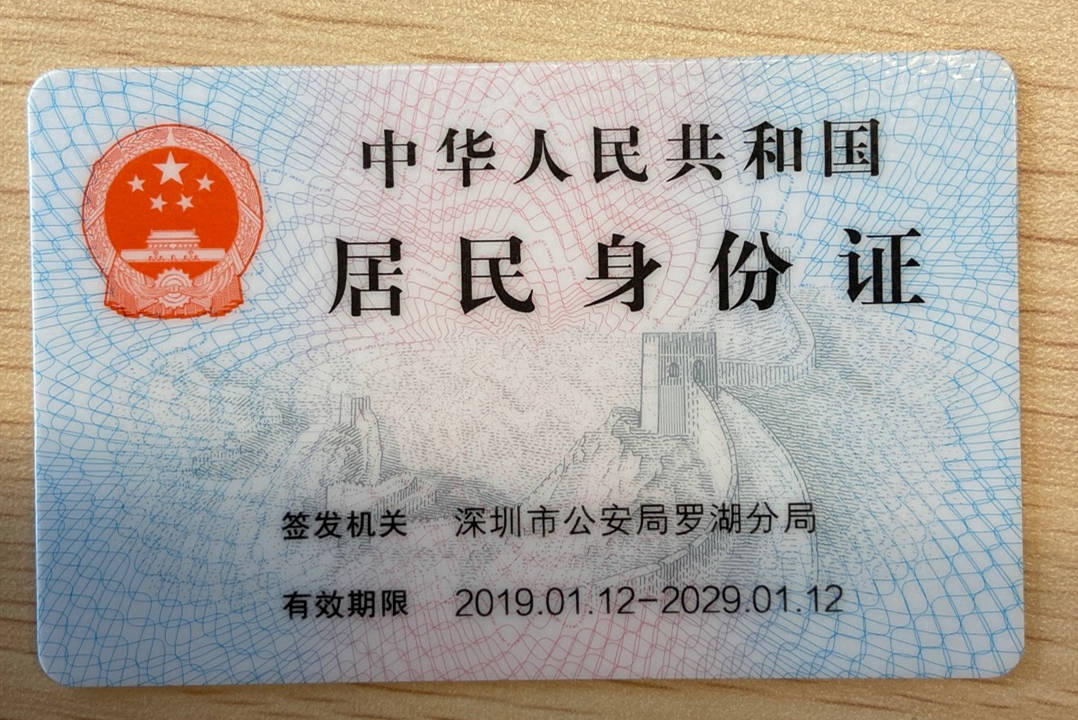 中华人民共和国
居民身份证
签发机关 深圳市公安局罗湖分局
有效期限 2019.01.12-2029.01.12